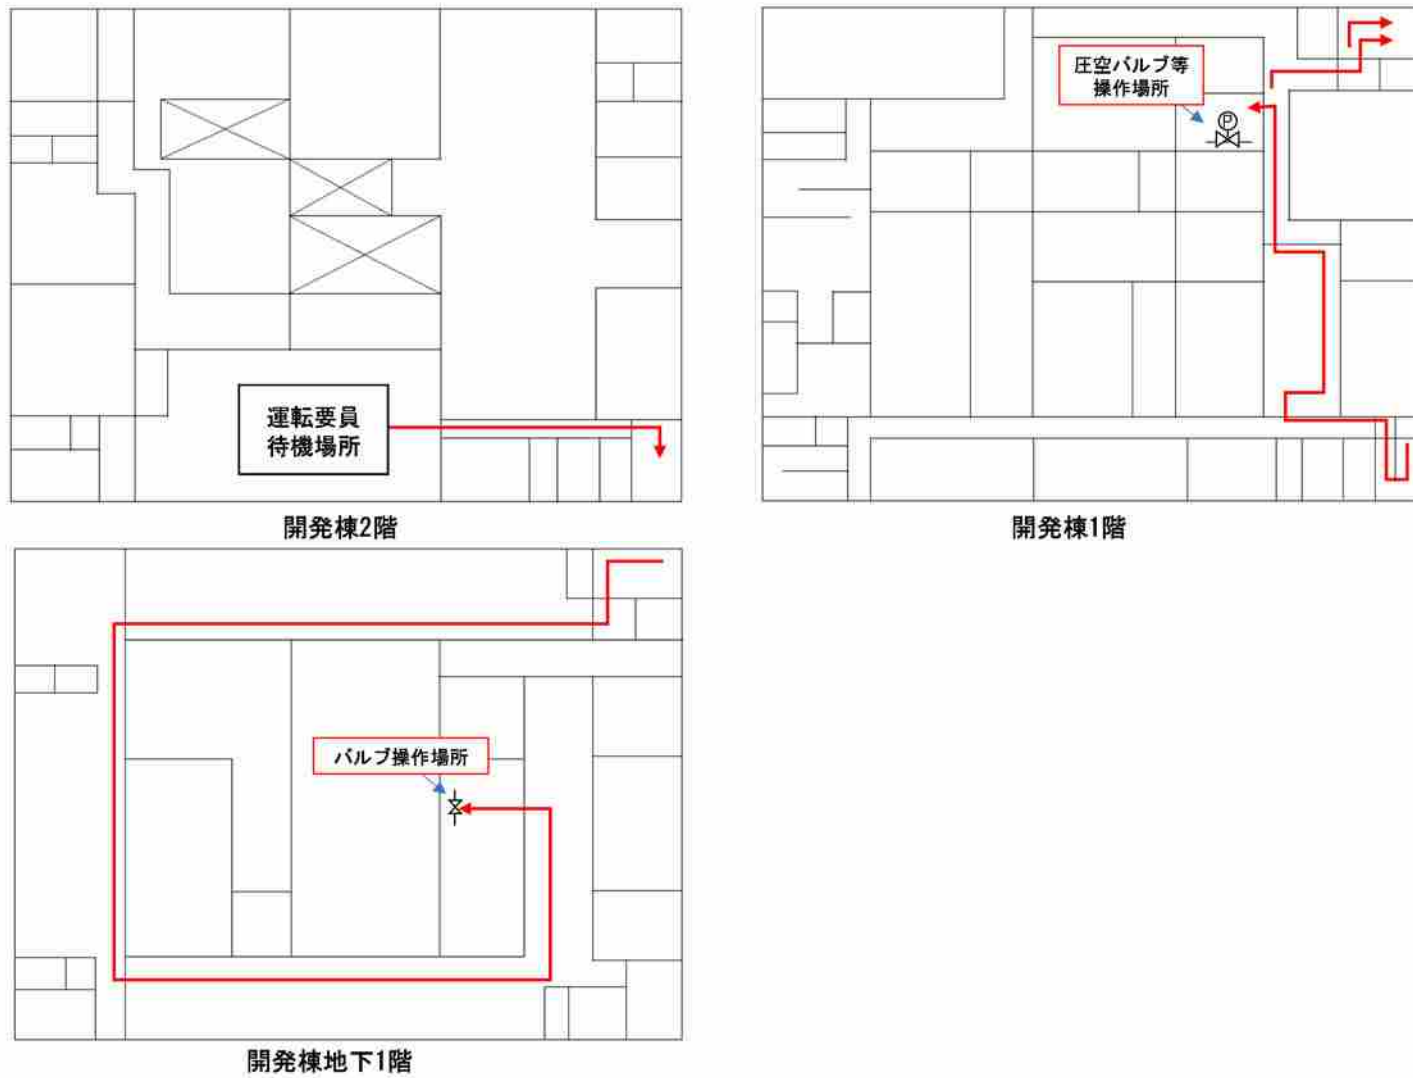 運転要員
待機場所
開発棟2階
圧空バルブ等
操作場所
P
開発棟1階
バルブ操作場所
開発棟地下1階